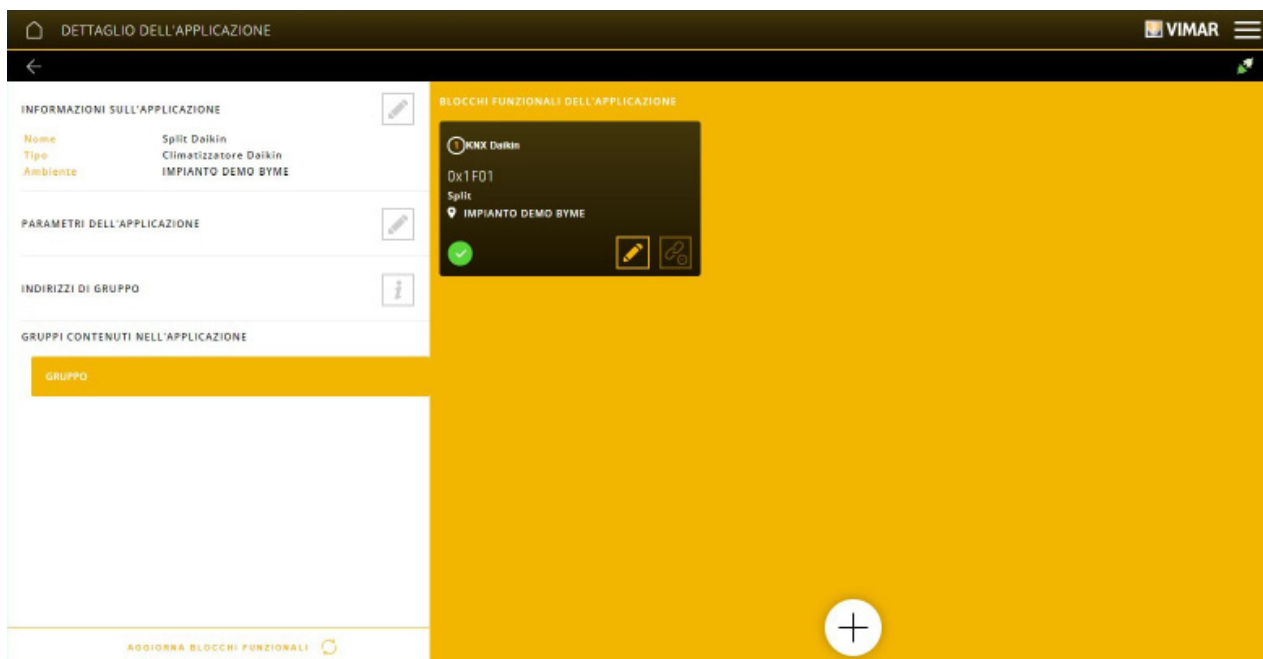 DETTAGLIO DELL'APPLICAZIONE
VIMAR
INFORMAZIONI SULL'APPLICAZIONE
Nome Split Daikin
Tipo Climatizzatore Daikin
Ambiente IMPIANTO DEMO BYME
PARAMETRI DELL'APPLICAZIONE
INDIRIZZI DI GRUPPO
i
GRUPPI CONTENUTI NELL'APPLICAZIONE
GRUPPO
AGGIORNA BLOCCHI FUNZIONALI
BLOCCHI FUNZIONALI DELL'APPLICAZIONE
1 KNX Daikin
0x1F01
Split
IMPIANTO DEMO BYME